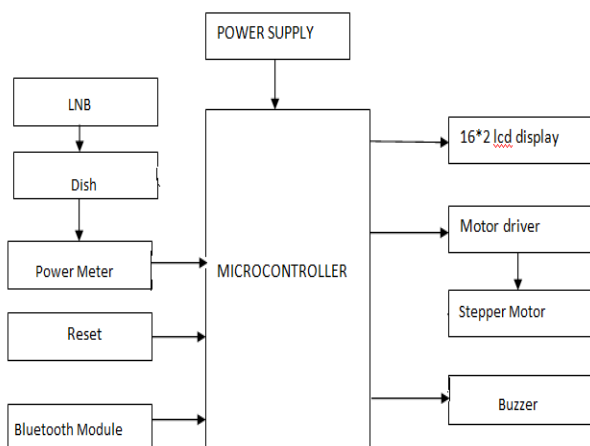 POWER SUPPLY
LNB
Dish
Power Meter
Reset
Bluetooth Module
MICROCONTROLLER
16*2 lcd display
Motor driver
Stepper Motor
Buzzer